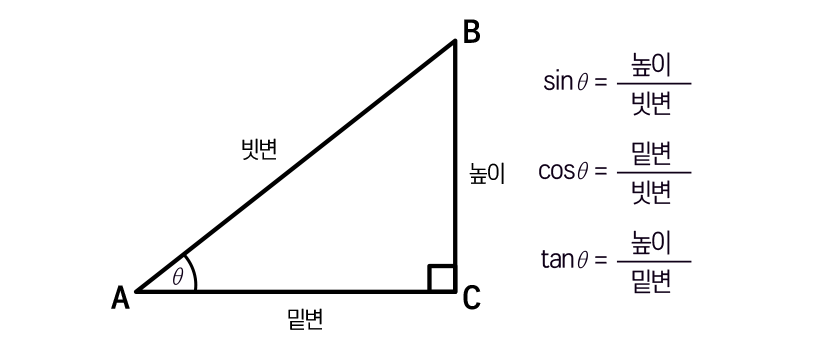 B
빗변
높이
θ
A
C
밑변
sinθ = 높이 / 빗변
cosθ = 밑변 / 빗변
tanθ = 높이 / 밑변